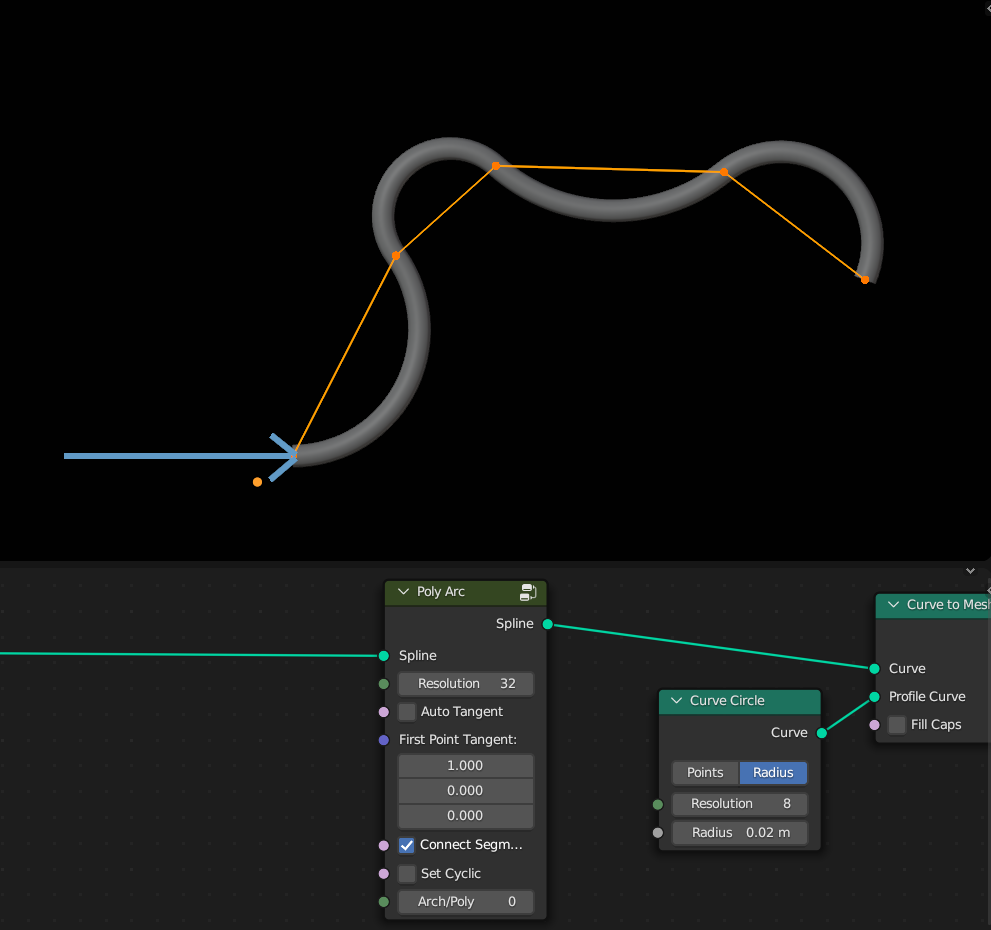 Poly Arc
Spline
Spline
Resolution 32
Auto Tangent
First Point Tangent:
1.000
0.000
0.000
Connect Segm...
Set Cyclic
Arch/Poly 0
Curve Circle
Curve
Points Radius
Resolution 8
Radius 0.02 m
Curve to Mesh
Curve
Profile Curve
Fill Caps